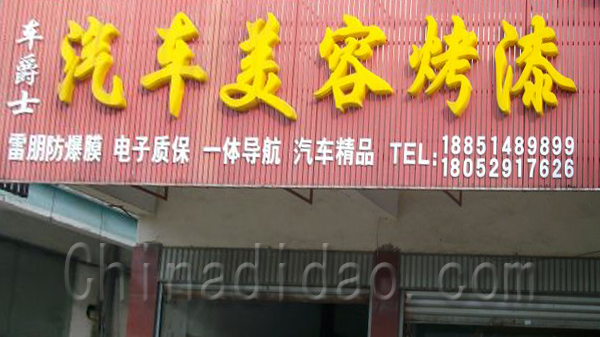 车爵士
汽车美容烤漆
雷朋防爆膜 电子质保 一体导航 汽车精品 TEL:
18851489899
18052917626
Chinadidao.com